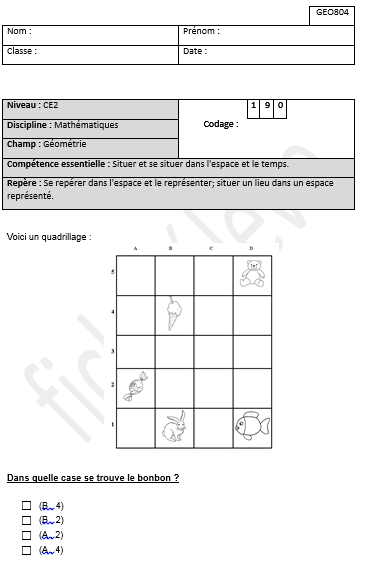 GEO804
Nom :
Prénom :
Classe :
Date :
Niveau : CE2
Codage :
1 9 0
Discipline : Mathématiques
Champ : Géométrie
Compétence essentielle : Situer et se situer dans l'espace et le temps.
Repère : Se repérer dans l'espace et le représenter; situer un lieu dans un espace
représenté.
Voici un quadrillage :
A B C D
5
4
3
2
1
Dans quelle case se trouve le bonbon ?
(B 4)
(B 2)
(A 2)
(A 4)